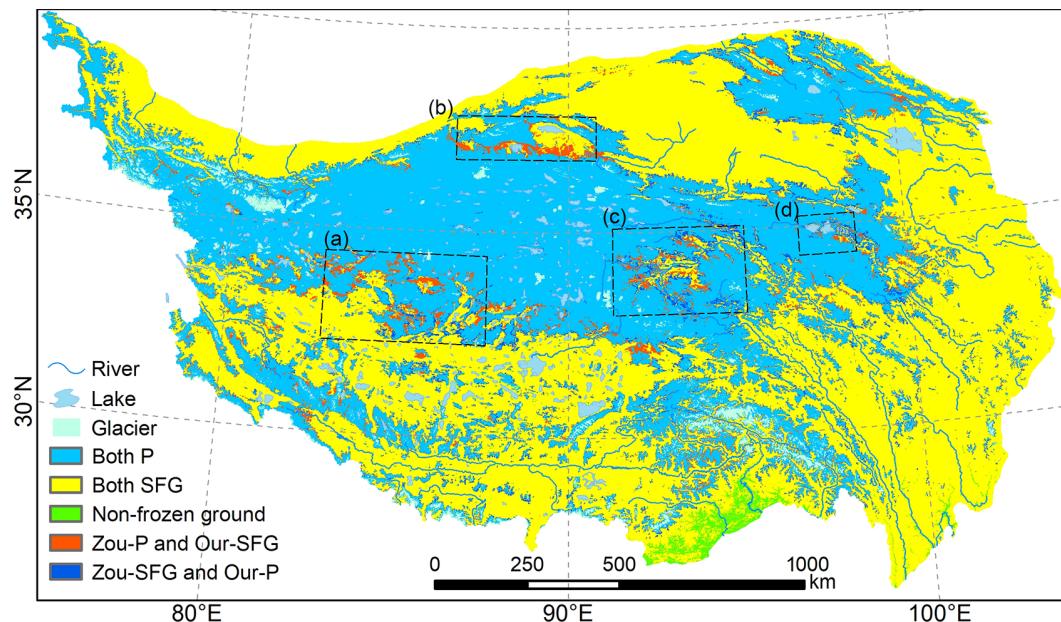 (b)
35°N
(d)
(c)
(a)
River
Lake
30°N
Glacier
Both P
Both SFG
Non-frozen ground
Zou-P and Our-SFG
Zou-SFG and Our-P
0 250 500 1000
km
80°E 90°E 100°E